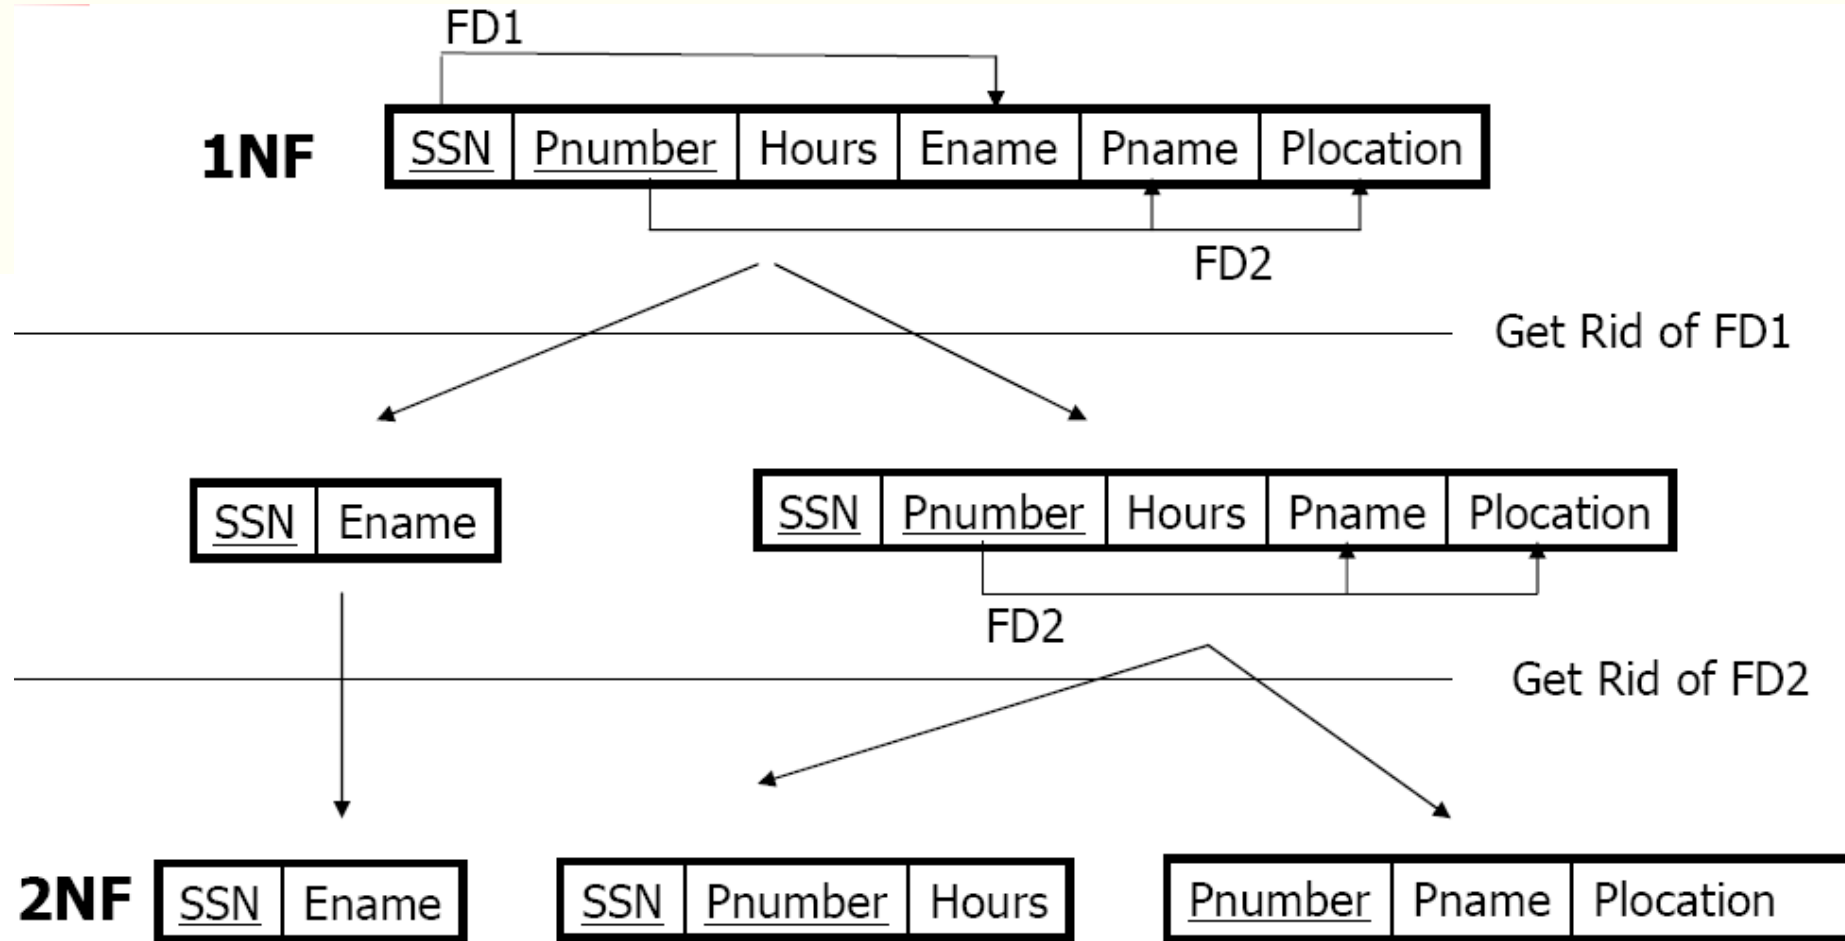 FD1
1NF SSN Pnumber Hours Ename Pname Plocation
FD2
Get Rid of FD1
SSN Ename
SSN Pnumber Hours Pname Plocation
FD2
Get Rid of FD2
2NF SSN Ename SSN Pnumber Hours Pnumber Pname Plocation